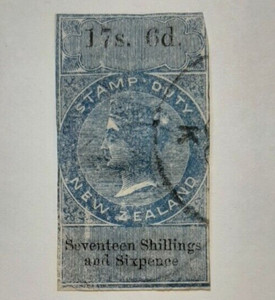 17s. 6d.
STAMP·DUTY
NEW.ZEALAND
Seventeen Shillings
and Sixpence